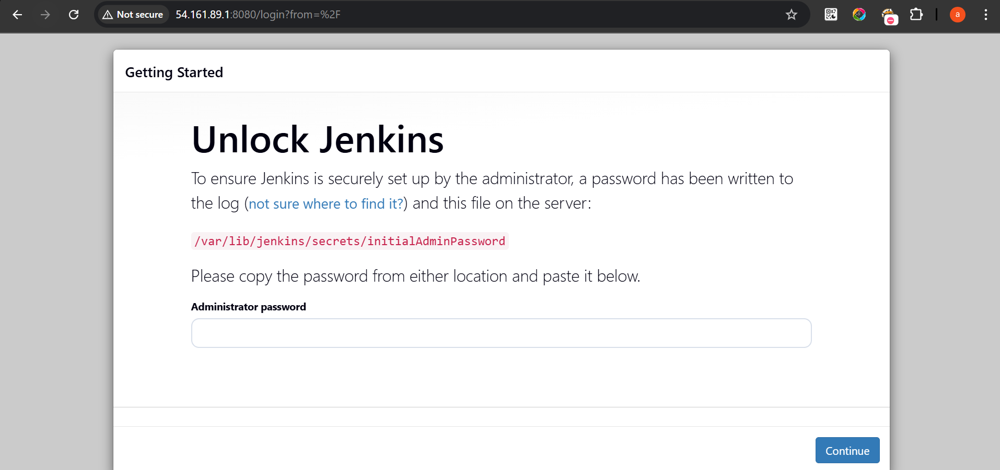 Not secure 54.161.89.1:8080/login?from=%2F
a
Getting Started
Unlock Jenkins
To ensure Jenkins is securely set up by the administrator, a password has been written to
the log (not sure where to find it?) and this file on the server:
/var/lib/jenkins/secrets/initialAdminPassword
Please copy the password from either location and paste it below.
Administrator password
Continue